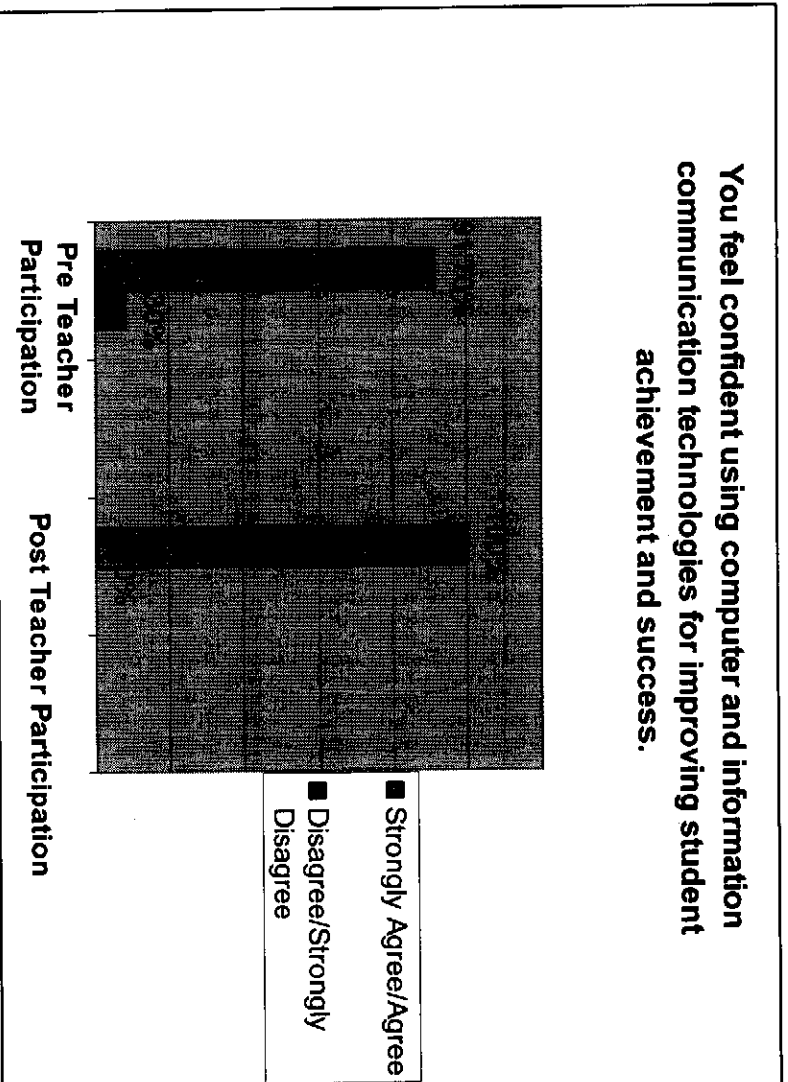 You feel confident using computer and information
communication technologies for improving student
achievement and success.
Pre Teacher
Participation
Post Teacher Participation
Strongly Agree/Agree
Disagree/Strongly
Disagree